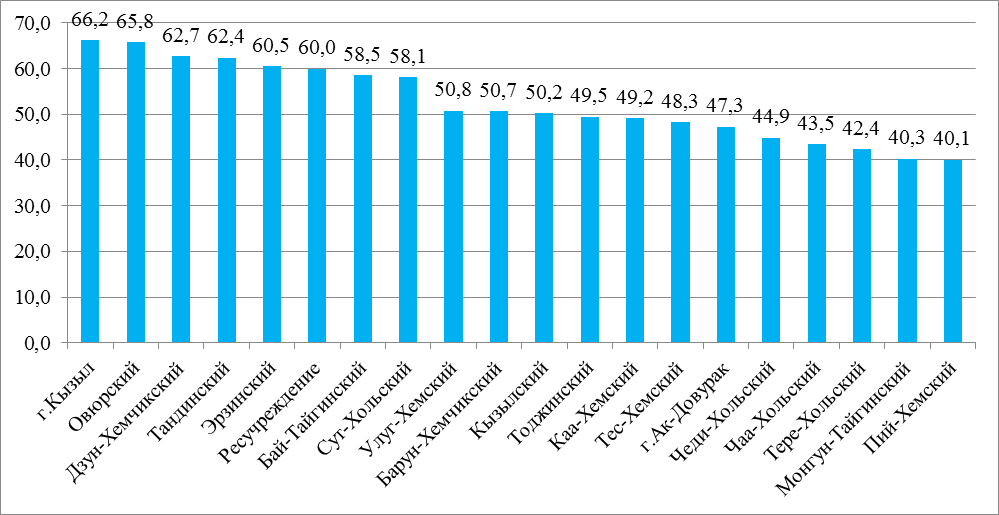 70,0
60,0
50,0
40,0
30,0
20,0
10,0
0,0
66,2
65,8
62,7
62,4
60,5
60,0
58,5
58,1
50,8
50,7
50,2
49,5
49,2
48,3
47,3
44,9
43,5
42,4
40,3
40,1
г.Кызыл
Овюрский
Дзун-Хемчикский
Тандинский
Эрзинский
Ресучреждение
Бай-Тайгинский
Суг-Хольский
Улуг-Хемский
Барун-Хемчикский
Кызылский
Тоджинский
Каа-Хемский
Тес-Хемский
г.Ак-Довурак
Чеди-Хольский
Чаа-Хольский
Тере-Хольский
Монгун-Тайгинский
Пий-Хемский